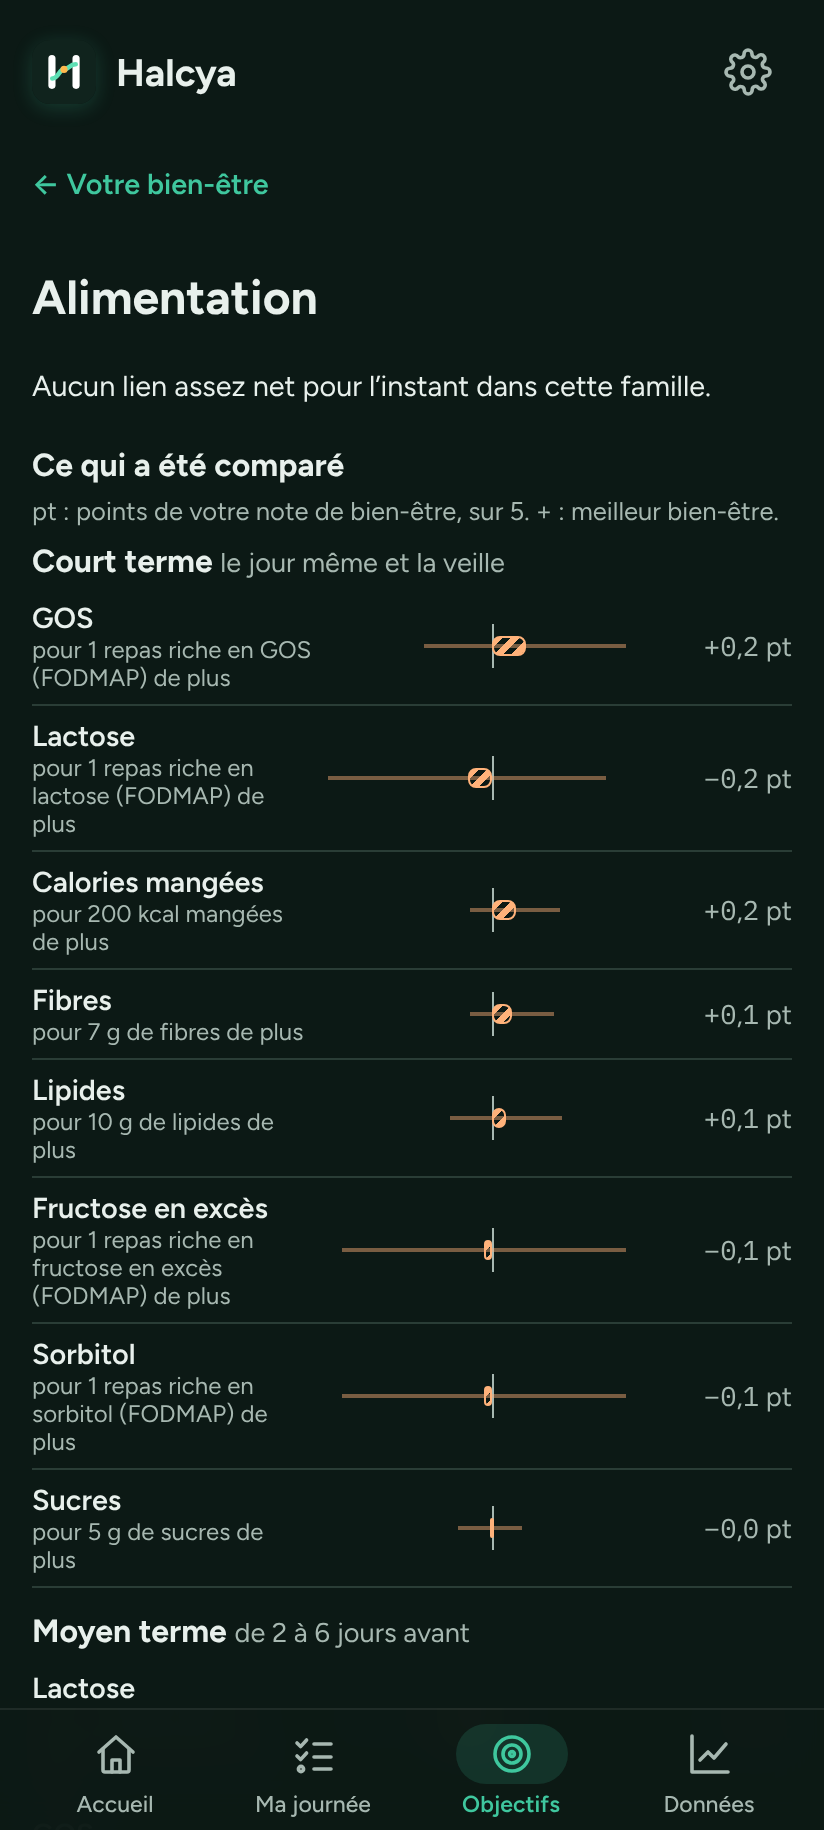 Halcya
← Votre bien-être
Alimentation
Aucun lien assez net pour l’instant dans cette famille.
Ce qui a été comparé
pt : points de votre note de bien-être, sur 5. + : meilleur bien-être.
Court terme le jour même et la veille
GOS
pour 1 repas riche en GOS
(FODMAP) de plus
+0,2 pt
Lactose
pour 1 repas riche en
lactose (FODMAP) de
plus
−0,2 pt
Calories mangées
pour 200 kcal mangées
de plus
+0,2 pt
Fibres
pour 7 g de fibres de plus
+0,1 pt
Lipides
pour 10 g de lipides de
plus
+0,1 pt
Fructose en excès
pour 1 repas riche en
fructose en excès
(FODMAP) de plus
−0,1 pt
Sorbitol
pour 1 repas riche en
sorbitol (FODMAP) de
plus
−0,1 pt
Sucres
pour 5 g de sucres de
plus
−0,0 pt
Moyen terme de 2 à 6 jours avant
Lactose
Accueil
Ma journée
Objectifs
Données